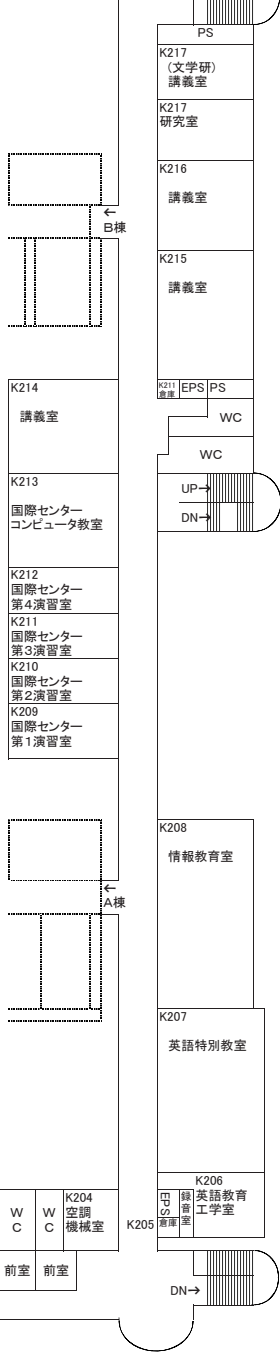 PS
K217
(文学研)
講義室
K217
研究室
K216
講義室
←
B棟
K215
講義室
K211
倉庫
EPS
PS
K214
講義室
WC
WC
K213
国際センター
コンピュータ教室
UP→
DN→
K212
国際センター
第4演習室
K211
国際センター
第3演習室
K210
国際センター
第2演習室
K209
国際センター
第1演習室
K208
情報教育室
←
A棟
K207
英語特別教室
K206
英語教育
工学室
録音室
EPS
倉庫
K205
K204
空調
機械室
WC
WC
前室
前室
DN→